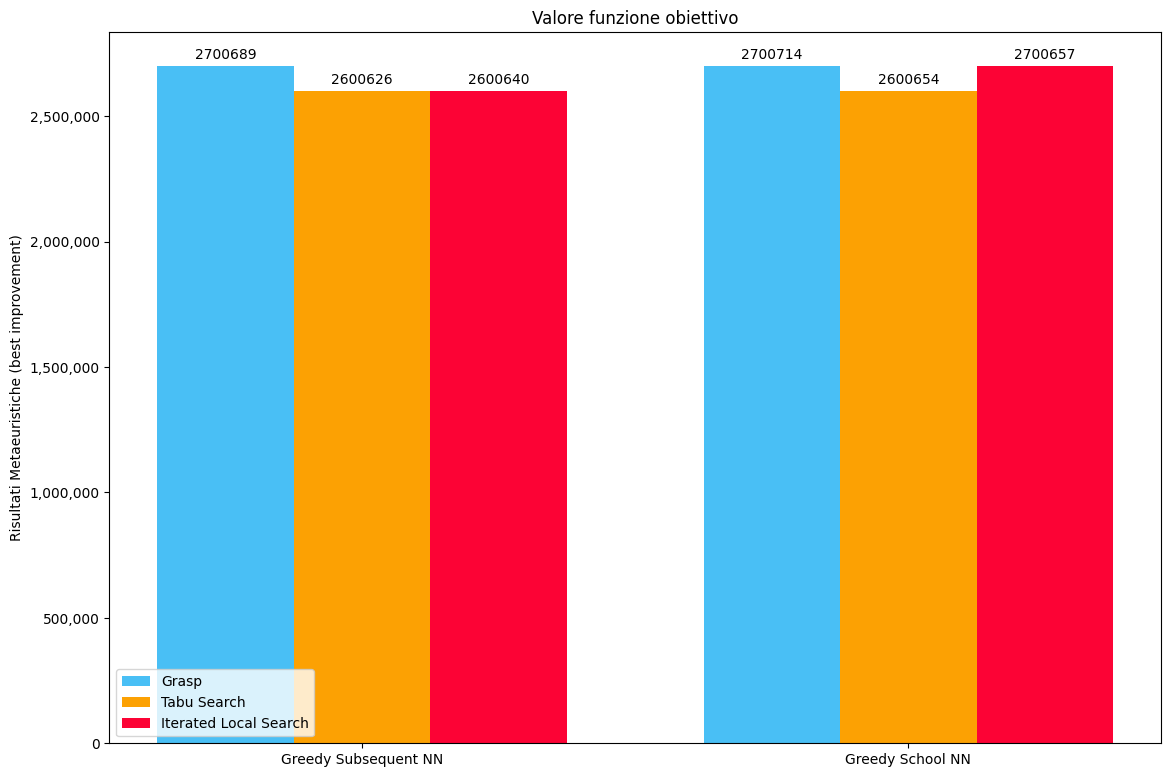 Valore funzione obiettivo
2700689
2600626
2600640
2700714
2600654
2700657
Risultati Metaeuristiche (best improvement)
2,500,000
2,000,000
1,500,000
1,000,000
500,000
0
Grasp
Tabu Search
Iterated Local Search
Greedy Subsequent NN
Greedy School NN